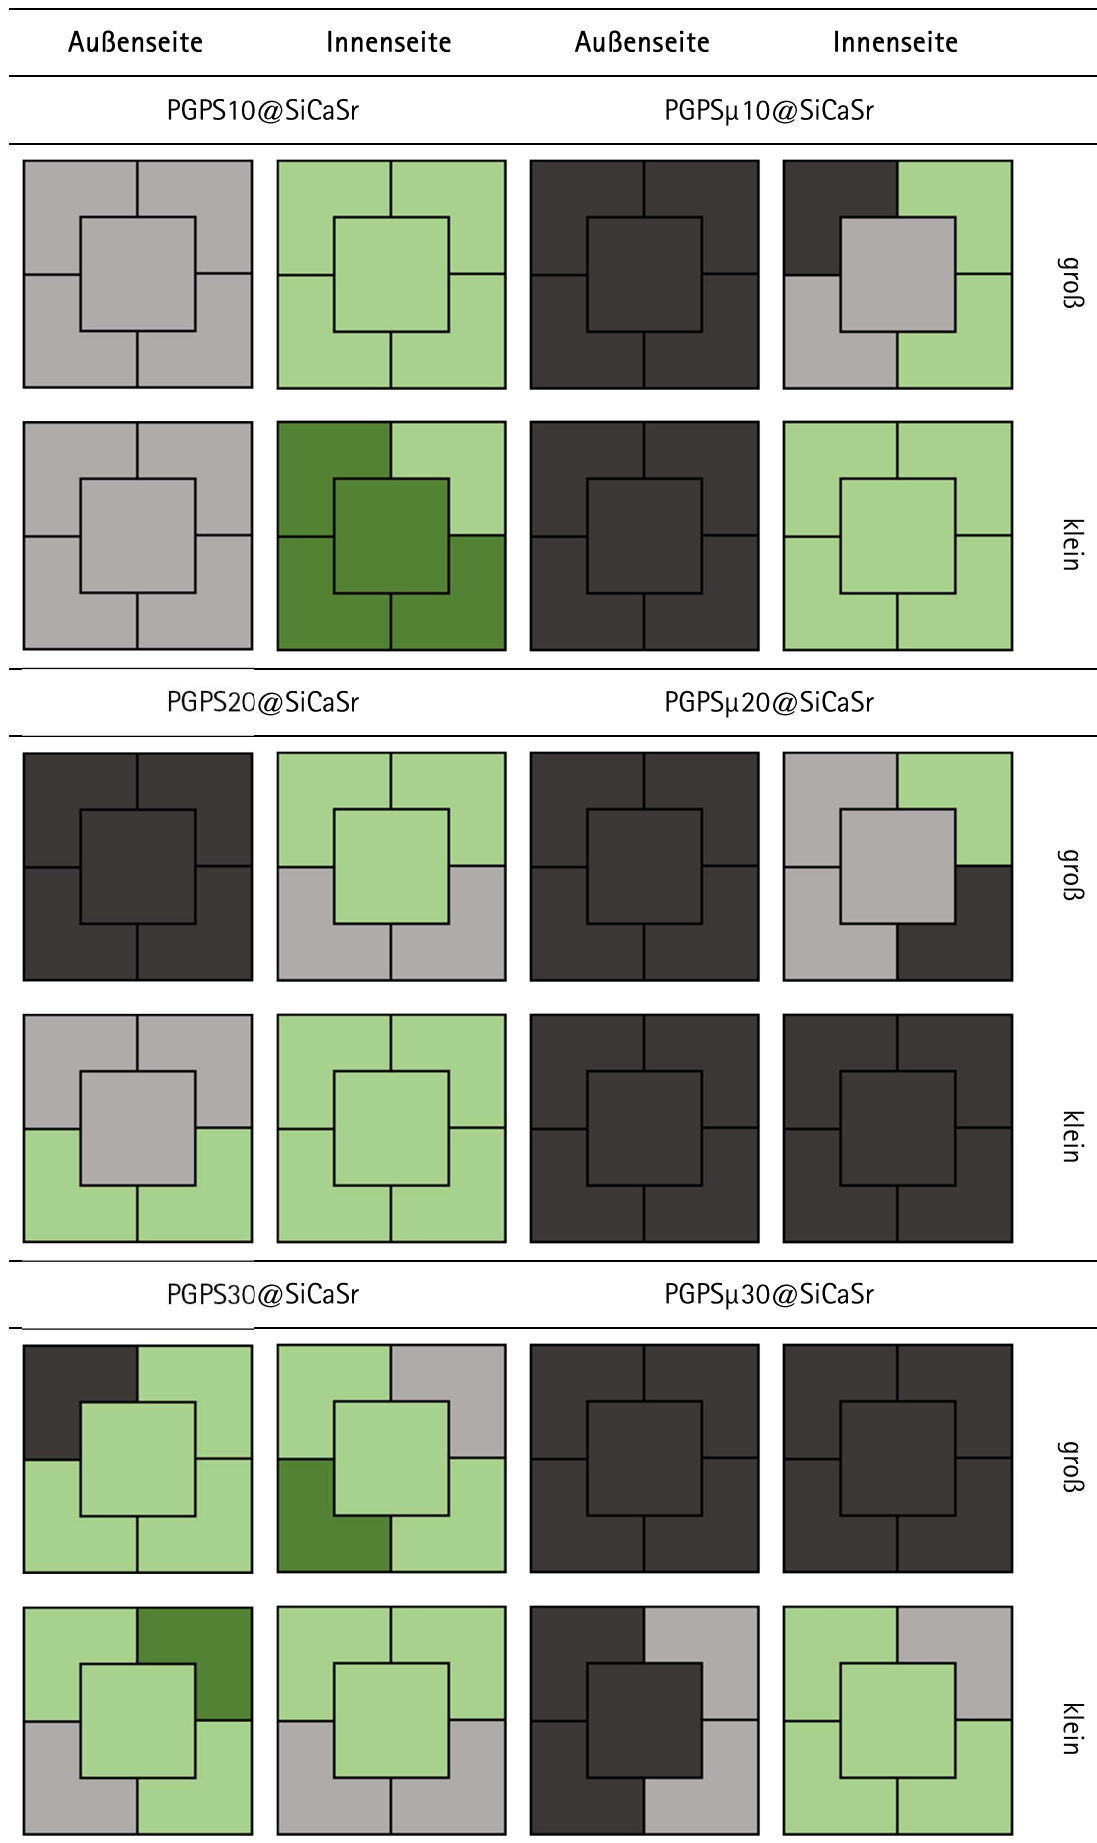 Außenseite Innenseite Außenseite Innenseite
PGPS10@SiCaSr PGPSµ10@SiCaSr
groß
klein
PGPS20@SiCaSr PGPSµ20@SiCaSr
groß
klein
PGPS30@SiCaSr PGPSµ30@SiCaSr
groß
klein